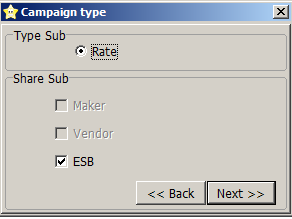 Campaign type
Type Sub
Rate
Share Sub
Maker
Vendor
ESB
<< Back Next >>